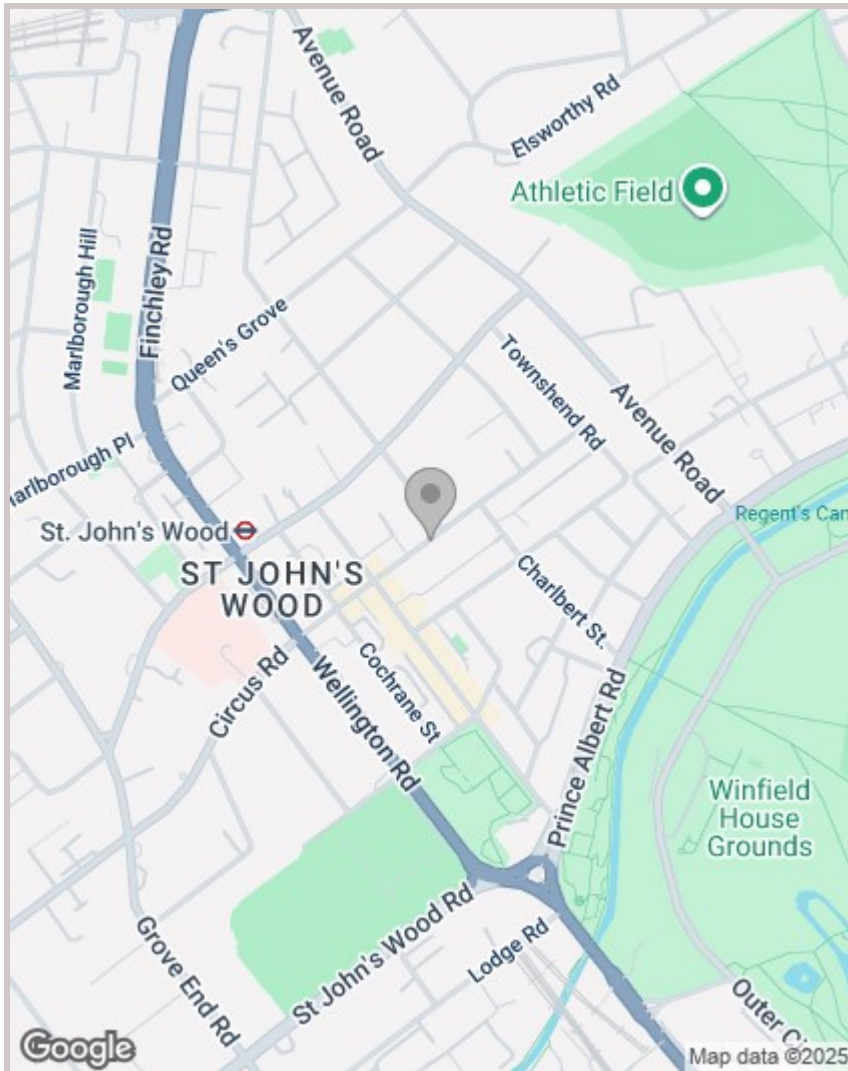 Avenue Road
Elsworthy Rd
Athletic Field
Finchley Rd
Marlborough Hill
Queen's Grove
Townshend Rd
Avenue Road
arlborough Pl
Regent's Can
St. John's Wood
ST JOHN'S
WOOD
Charlbert St.
Circus Rd
Cochrane St
Wellington Rd
Prince Albert Rd
Winfield
House
Grounds
St John's Wood Rd
Lodge Rd
Grove End Rd
Outer Ci
Google
Map data ©2025